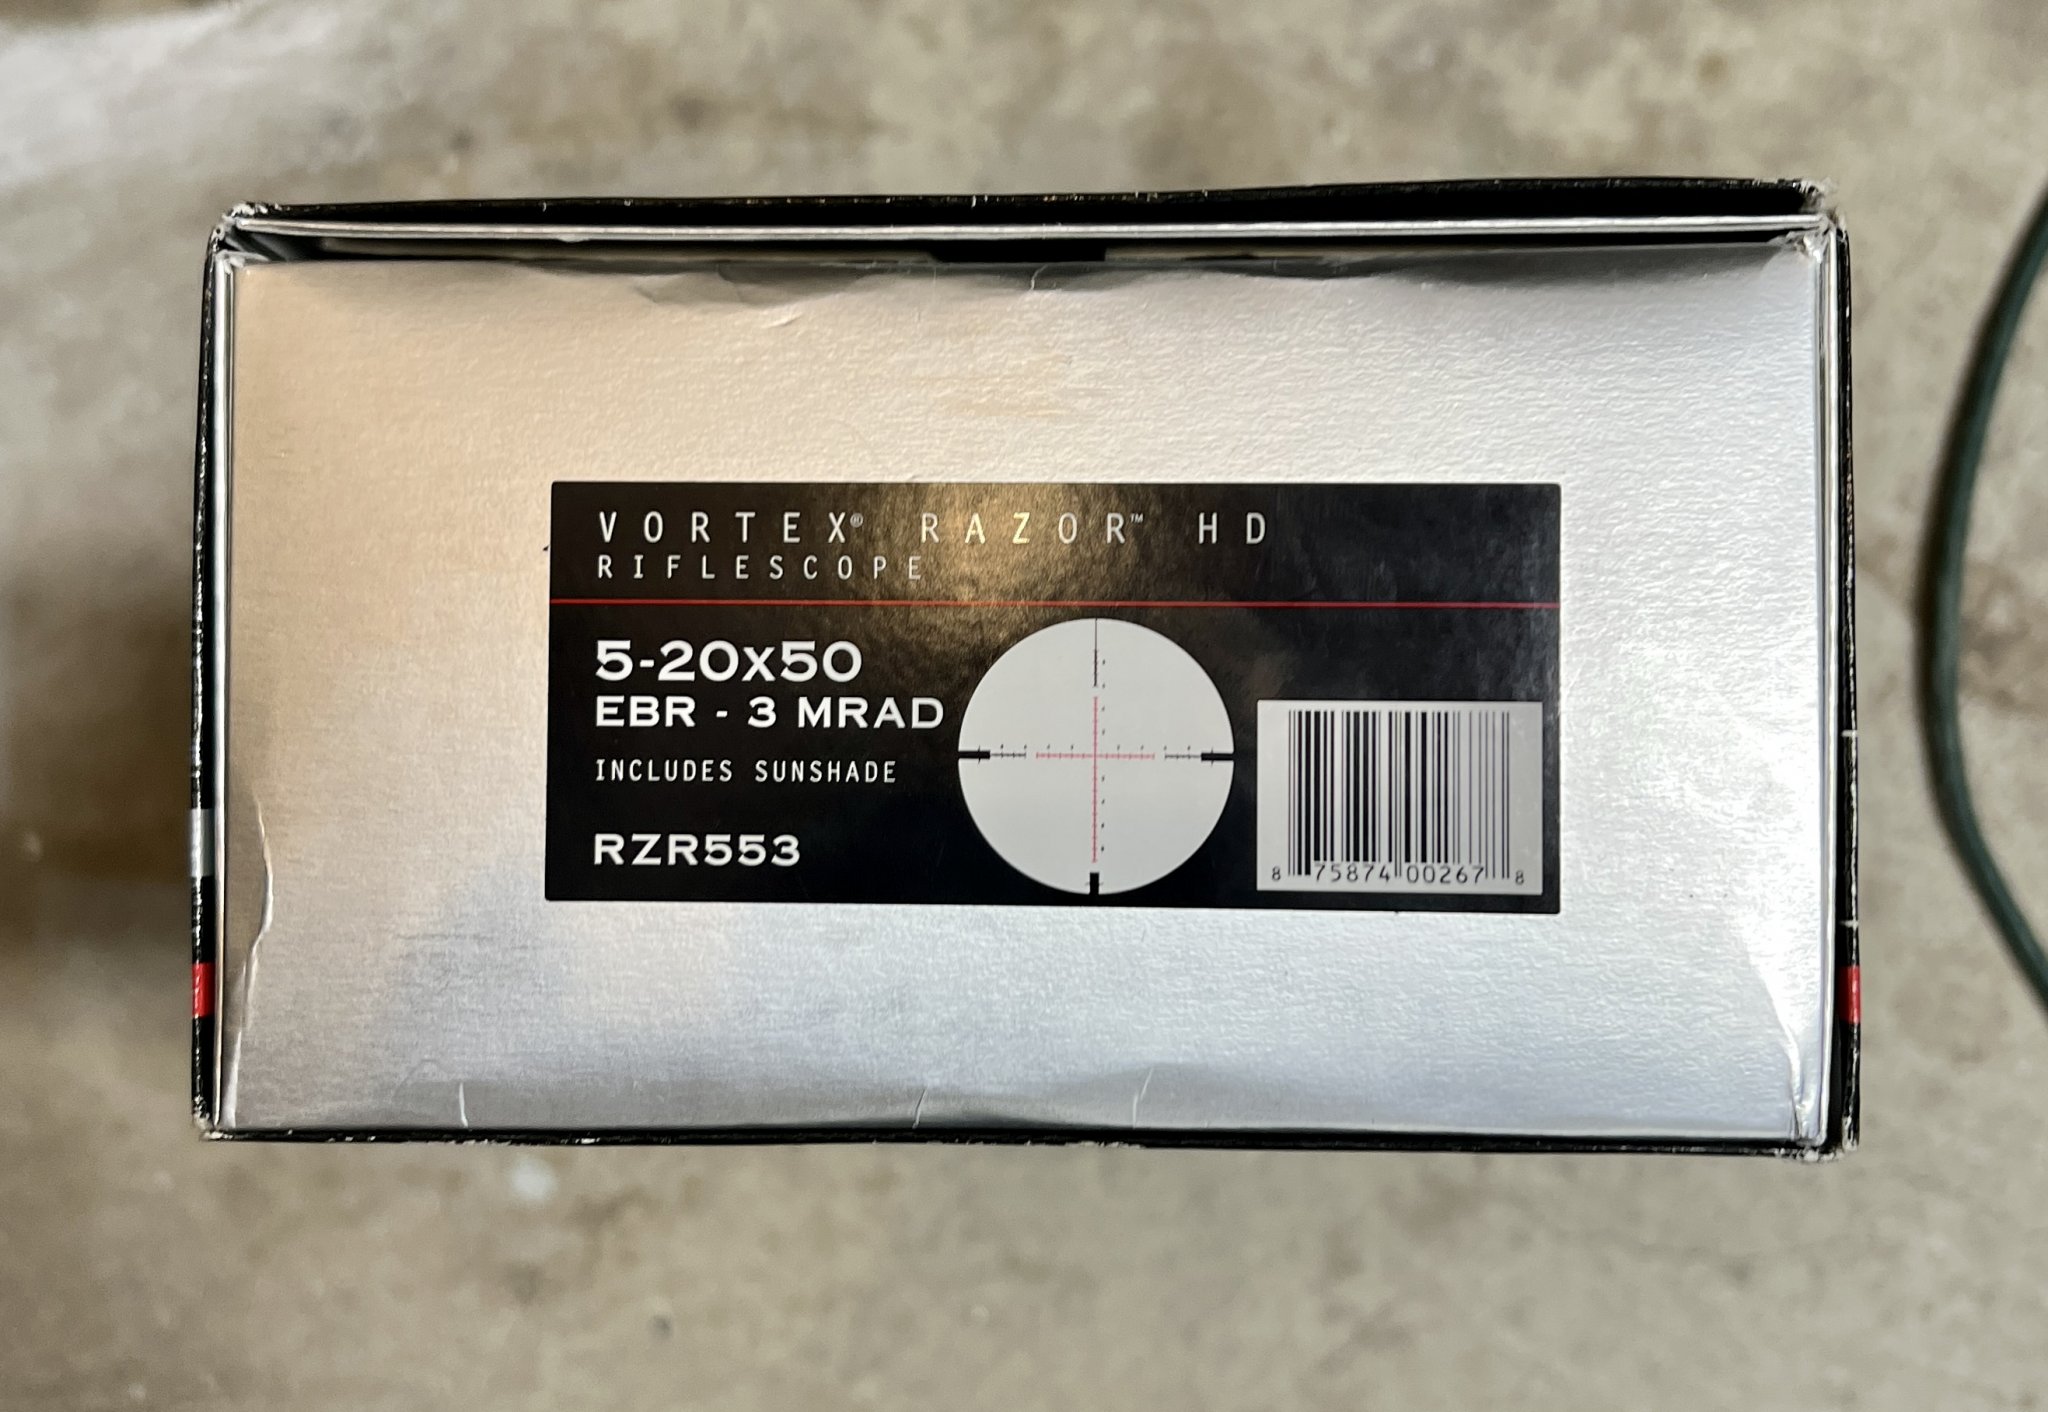 VORTEX® RAZOR™ HD
RIFLESCOPE
5-20x50
EBR - 3 MRAD
INCLUDES SUNSHADE
RZR553
8 75874 00267 8